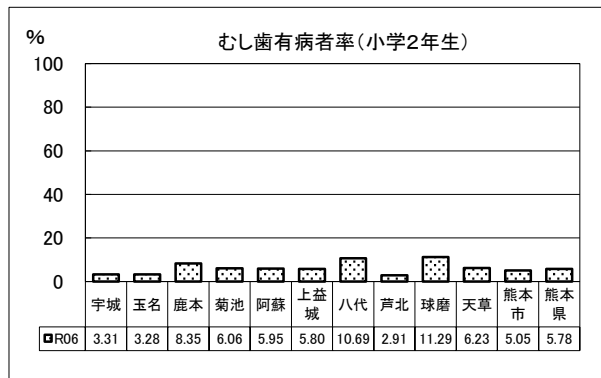 %
むし歯有病者率（小学２年生）
100
80
60
40
20
0
宇城 玉名 鹿本 菊池 阿蘇 上益城 八代 芦北 球磨 天草 熊本市 熊本県
R06 3.31 3.28 8.35 6.06 5.95 5.80 10.69 2.91 11.29 6.23 5.05 5.78